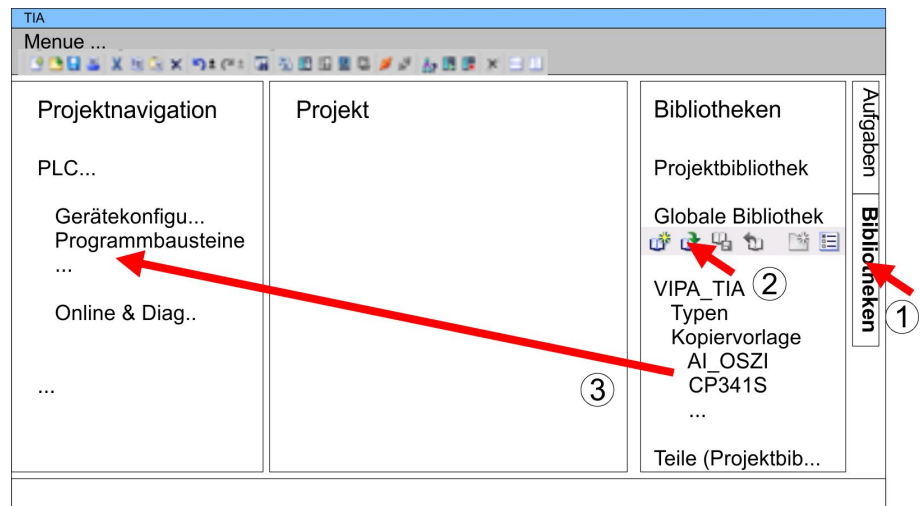 TIA
Menue ...
Projektnavigation
PLC...
Gerätekonfigu...
Programmbausteine
...
Online & Diag..
...
Projekt
3
Bibliotheken
Projektbibliothek
Globale Bibliothek
VIPA_TIA 2
Typen
Kopiervorlage
AI_OSZI
CP341S
...
Teile (Projektbib...
Aufgaben
Bibliotheken
1